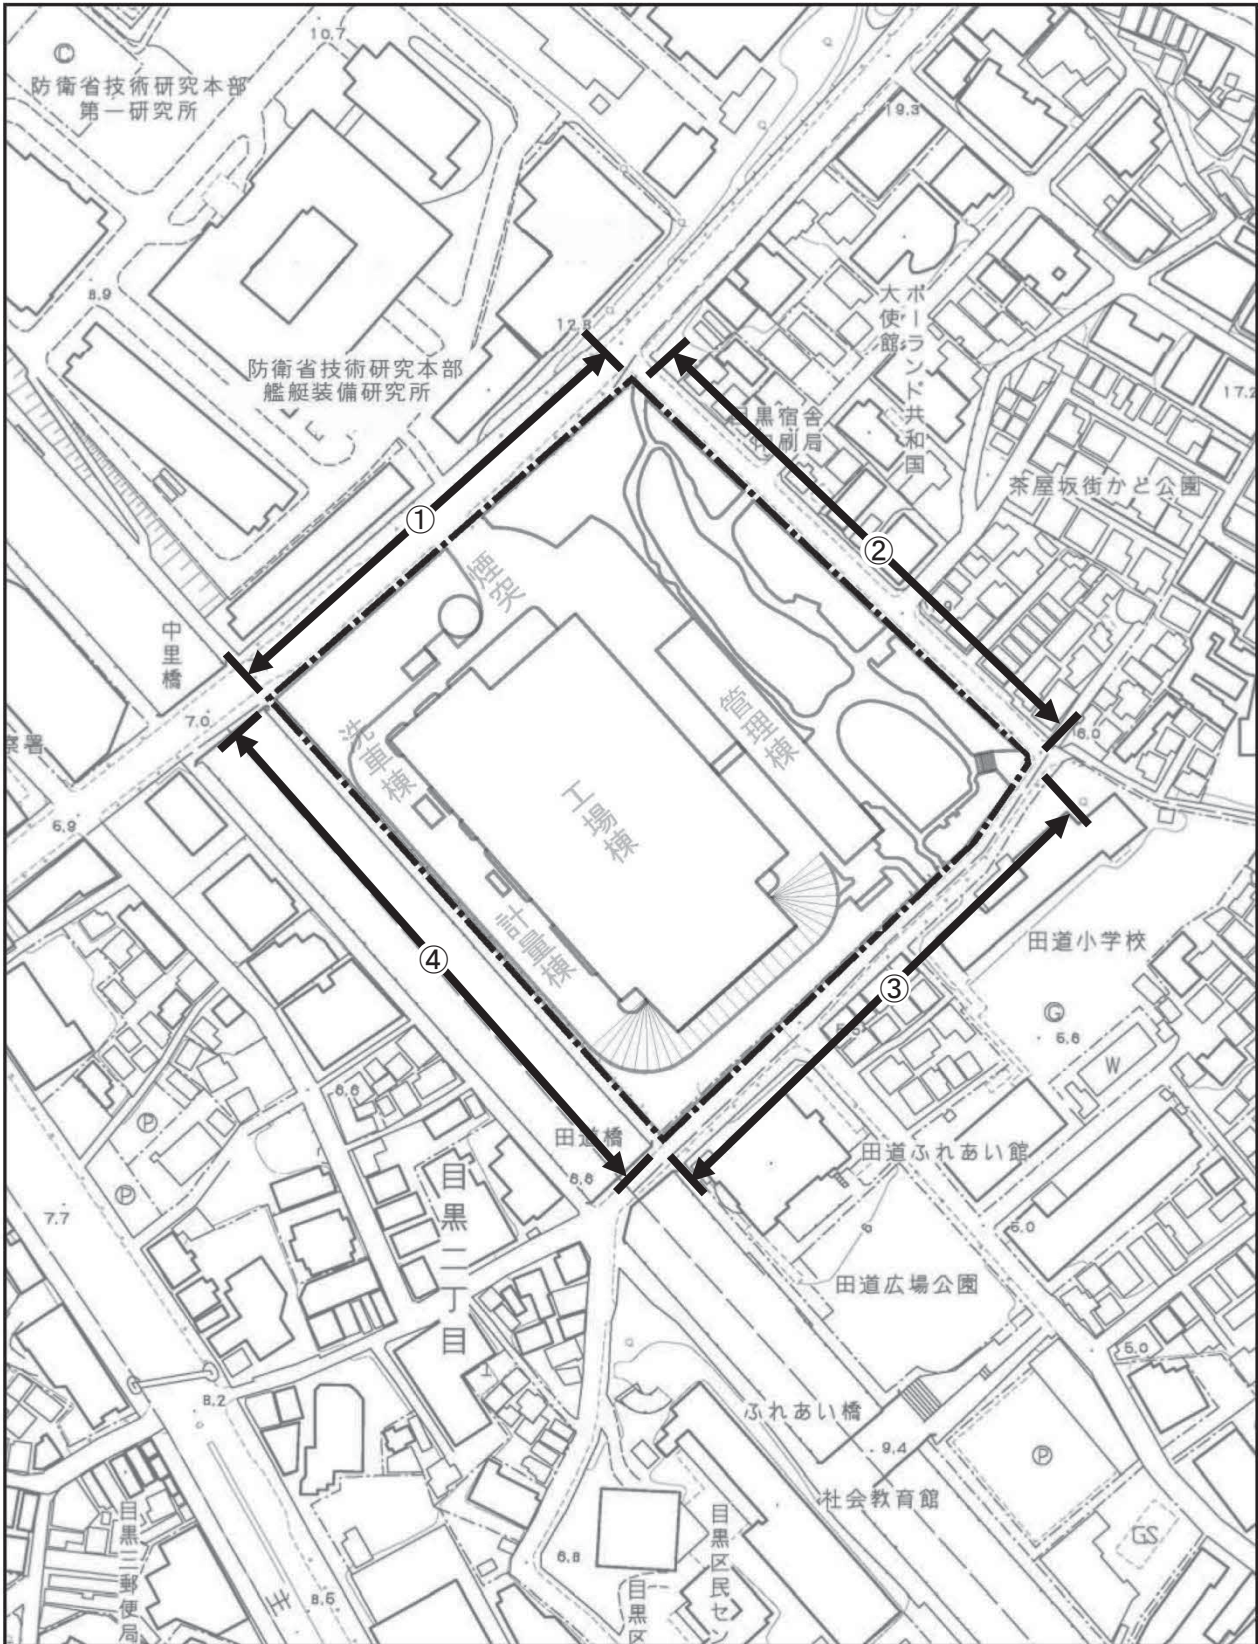 10.7
防衛省技術研究本部
第一研究所
19.3
8.9
12.8
防衛省技術研究本部
艦艇装備研究所
ポーランド共和国
大使館
17.2
目黒宿舎
印刷局
茶屋坂街かど公園
①
②
煙突
中里橋
7.0
察署
管理棟
洗車棟
6.0
工場棟
6.9
計量棟
田道小学校
④
③
G
5.6
W
6.6
田道橋
6.6
田道ふれあい館
P
P
目黒二丁目
7.7
5.0
田道広場公園
5.0
8.2
ふれあい橋
9.4
P
社会教育館
GS
目黒三郵便局
目黒区民セン
目黒区
6.8
8.5